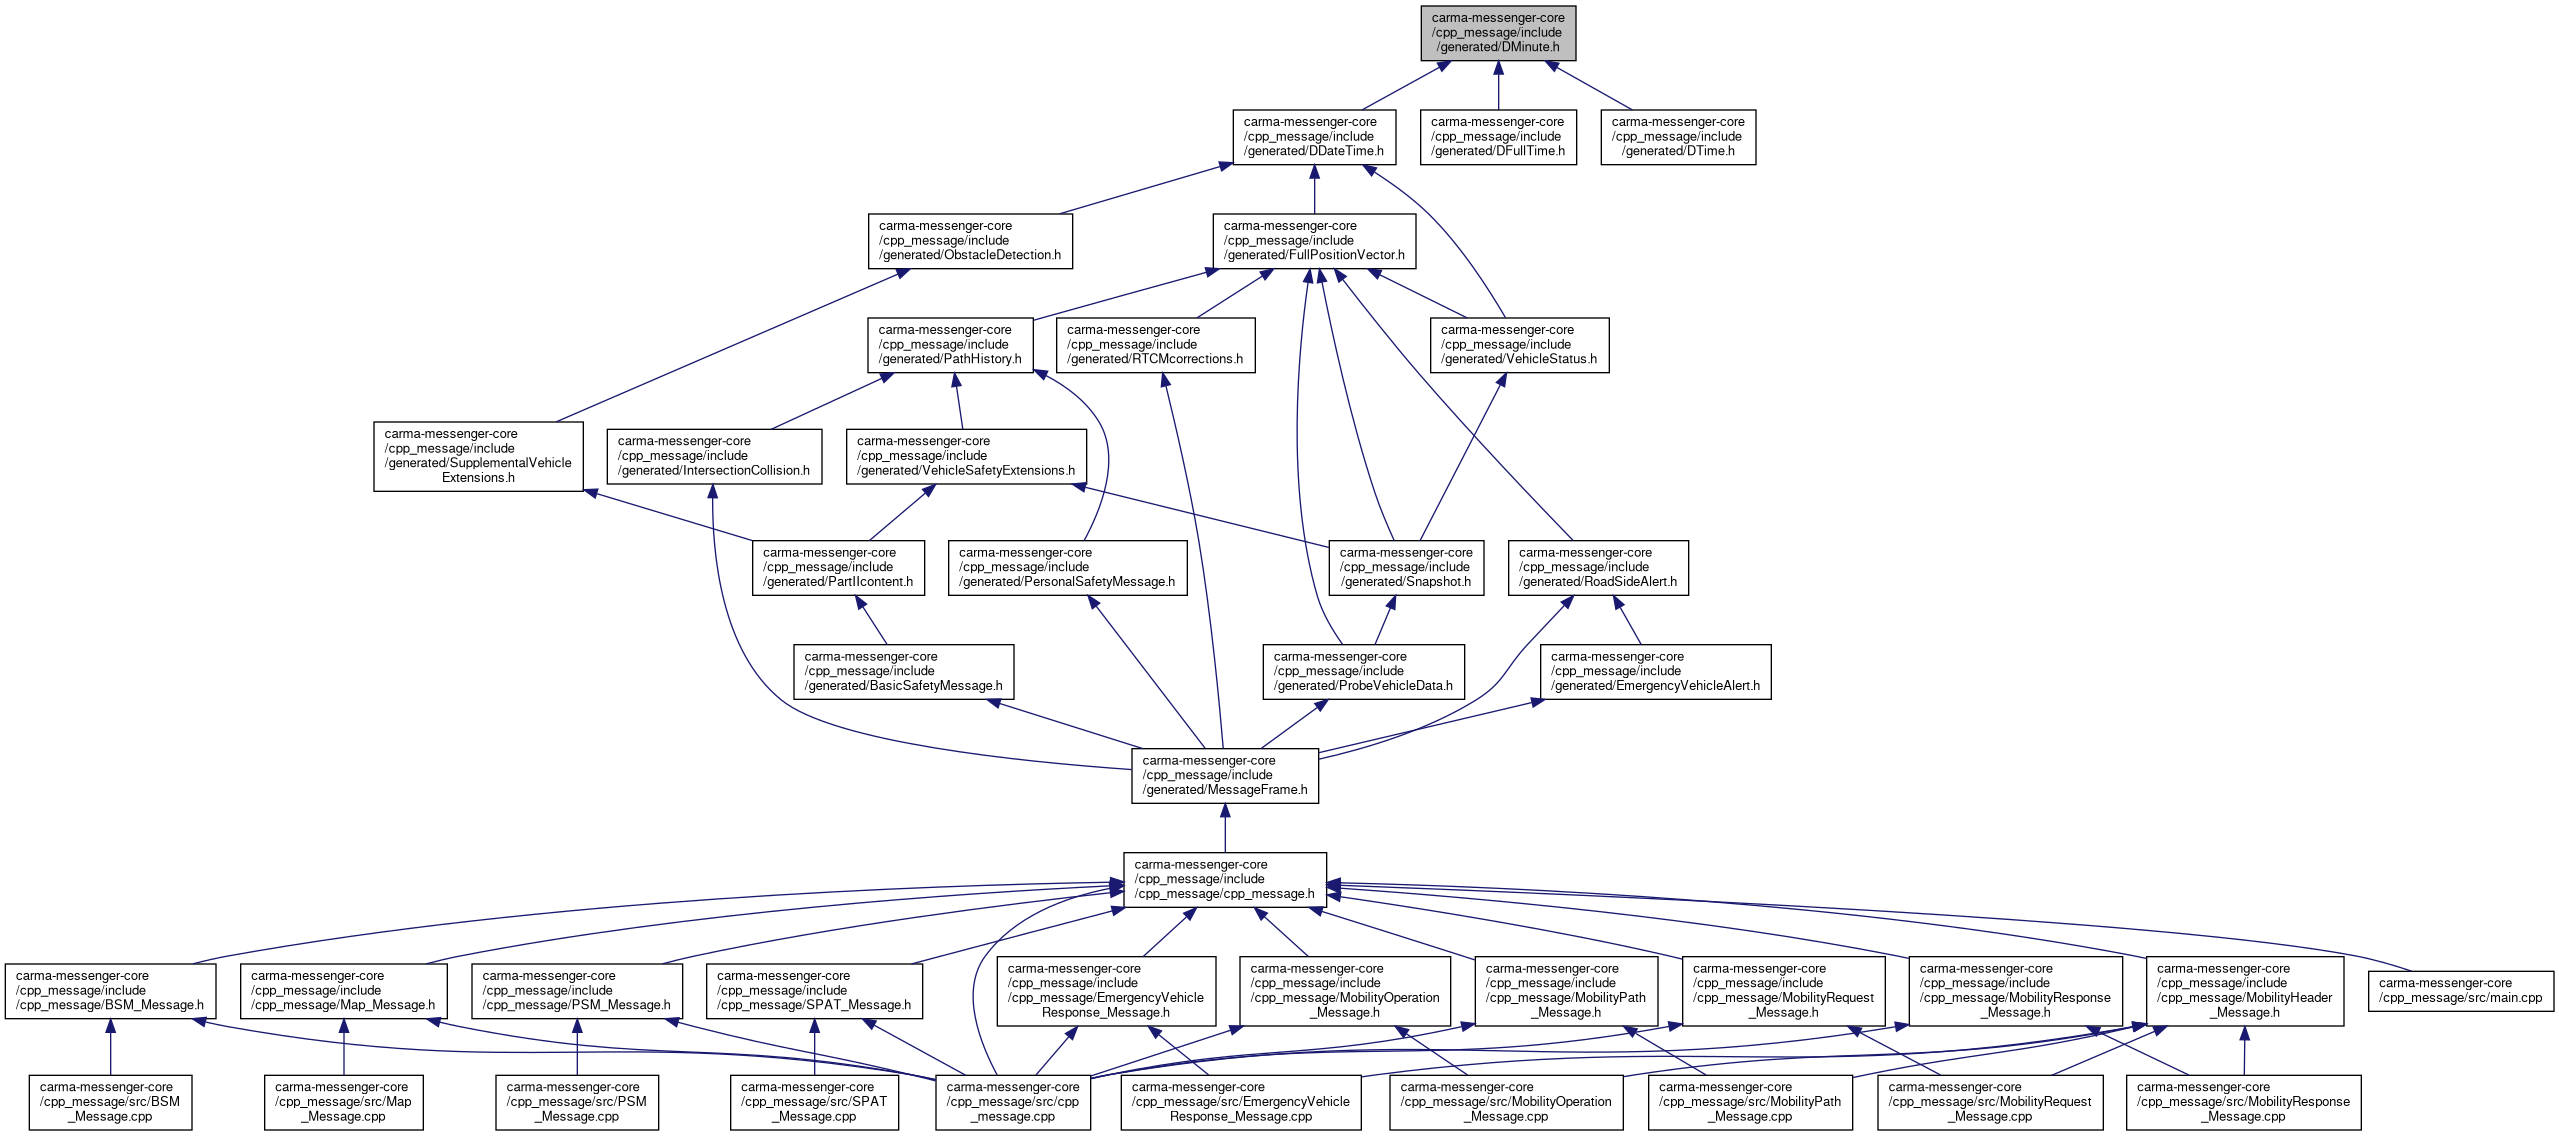 carma-messenger-core
/cpp_message/include
/generated/DMinute.h
carma-messenger-core
/cpp_message/include
/generated/DDateTime.h
carma-messenger-core
/cpp_message/include
/generated/DFullTime.h
carma-messenger-core
/cpp_message/include
/generated/DTime.h
carma-messenger-core
/cpp_message/include
/generated/ObstacleDetection.h
carma-messenger-core
/cpp_message/include
/generated/FullPositionVector.h
carma-messenger-core
/cpp_message/include
/generated/PathHistory.h
carma-messenger-core
/cpp_message/include
/generated/RTCMcorrections.h
carma-messenger-core
/cpp_message/include
/generated/VehicleStatus.h
carma-messenger-core
/cpp_message/include
/generated/SupplementalVehicle
Extensions.h
carma-messenger-core
/cpp_message/include
/generated/IntersectionCollision.h
carma-messenger-core
/cpp_message/include
/generated/VehicleSafetyExtensions.h
carma-messenger-core
/cpp_message/include
/generated/PartIIcontent.h
carma-messenger-core
/cpp_message/include
/generated/PersonalSafetyMessage.h
carma-messenger-core
/cpp_message/include
/generated/Snapshot.h
carma-messenger-core
/cpp_message/include
/generated/RoadSideAlert.h
carma-messenger-core
/cpp_message/include
/generated/BasicSafetyMessage.h
carma-messenger-core
/cpp_message/include
/generated/ProbeVehicleData.h
carma-messenger-core
/cpp_message/include
/generated/EmergencyVehicleAlert.h
carma-messenger-core
/cpp_message/include
/generated/MessageFrame.h
carma-messenger-core
/cpp_message/include
/cpp_message/cpp_message.h
carma-messenger-core
/cpp_message/include
/cpp_message/BSM_Message.h
carma-messenger-core
/cpp_message/include
/cpp_message/Map_Message.h
carma-messenger-core
/cpp_message/include
/cpp_message/PSM_Message.h
carma-messenger-core
/cpp_message/include
/cpp_message/SPAT_Message.h
carma-messenger-core
/cpp_message/include
/cpp_message/EmergencyVehicle
Response_Message.h
carma-messenger-core
/cpp_message/include
/cpp_message/MobilityOperation
_Message.h
carma-messenger-core
/cpp_message/include
/cpp_message/MobilityPath
_Message.h
carma-messenger-core
/cpp_message/include
/cpp_message/MobilityRequest
_Message.h
carma-messenger-core
/cpp_message/include
/cpp_message/MobilityResponse
_Message.h
carma-messenger-core
/cpp_message/include
/cpp_message/MobilityHeader
_Message.h
carma-messenger-core
/cpp_message/src/main.cpp
carma-messenger-core
/cpp_message/src/BSM
_Message.cpp
carma-messenger-core
/cpp_message/src/Map
_Message.cpp
carma-messenger-core
/cpp_message/src/PSM
_Message.cpp
carma-messenger-core
/cpp_message/src/SPAT
_Message.cpp
carma-messenger-core
/cpp_message/src/cpp
_message.cpp
carma-messenger-core
/cpp_message/src/EmergencyVehicle
Response_Message.cpp
carma-messenger-core
/cpp_message/src/MobilityOperation
_Message.cpp
carma-messenger-core
/cpp_message/src/MobilityPath
_Message.cpp
carma-messenger-core
/cpp_message/src/MobilityRequest
_Message.cpp
carma-messenger-core
/cpp_message/src/MobilityResponse
_Message.cpp